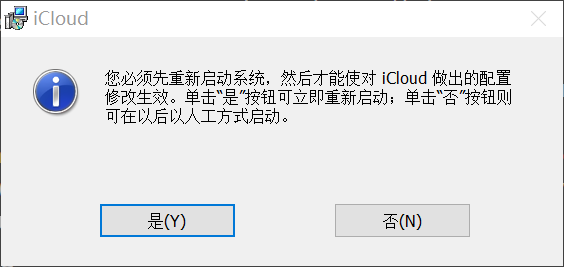 iCloud
您必须先重新启动系统，然后才能使对 iCloud 做出的配置
修改生效。单击“是”按钮可立即重新启动；单击“否”按钮则
可在以后以人工方式启动。
是(Y)
否(N)